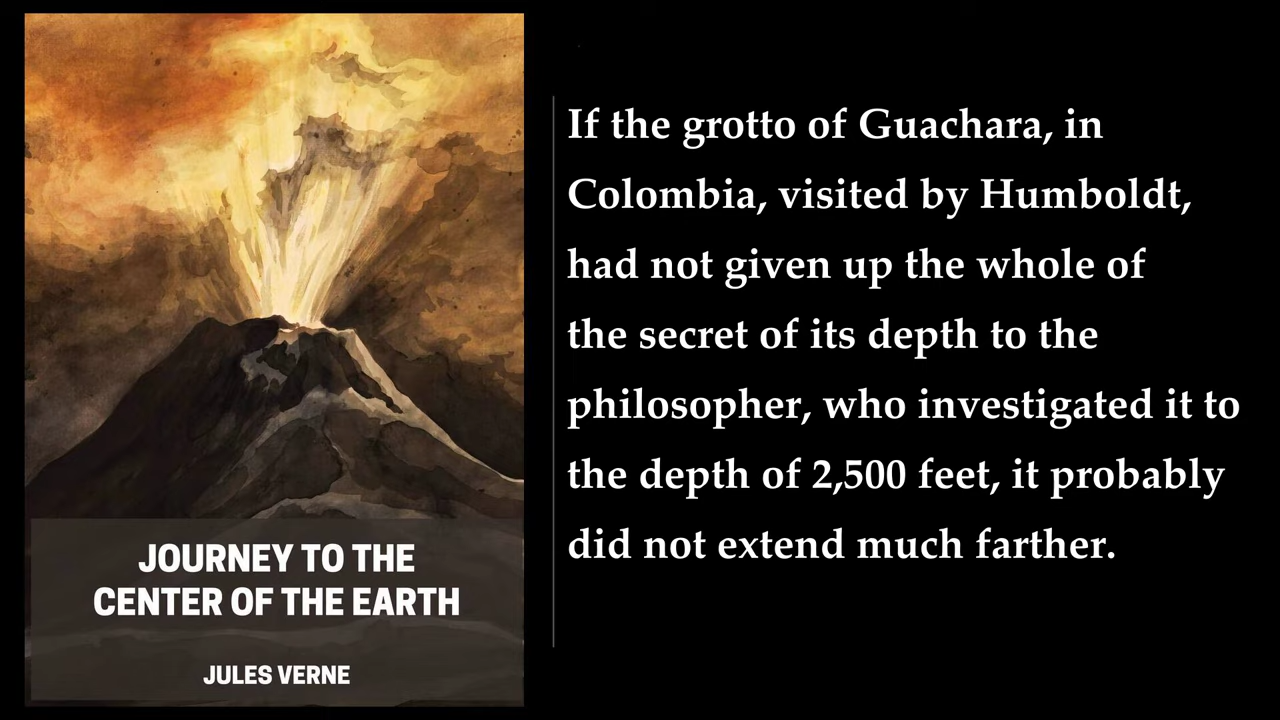 JOURNEY TO THE
CENTER OF THE EARTH
JULES VERNE
If the grotto of Guachara, in
Colombia, visited by Humboldt,
had not given up the whole of
the secret of its depth to the
philosopher, who investigated it to
the depth of 2,500 feet, it probably
did not extend much farther.